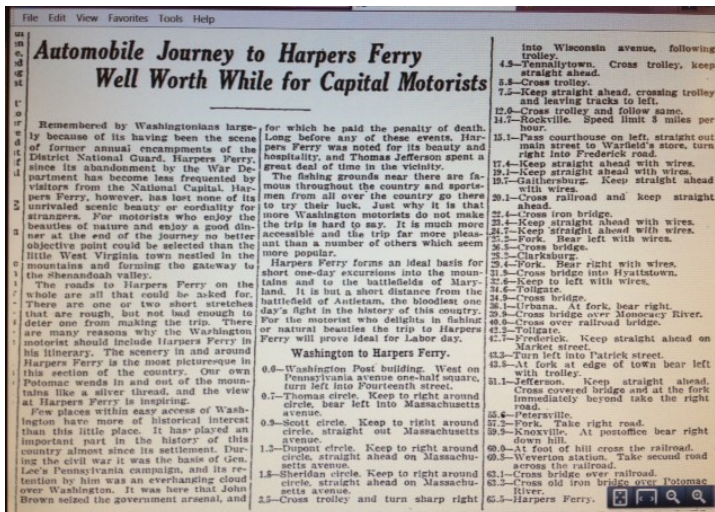 File Edit View Favorites Tools Help
Automobile Journey to Harpers Ferry
Well Worth While for Capital Motorists
Remembered by Washingtonians large-
ly because of its having been the scene
of former annual encampments of the
District National Guard, Harpers Ferry,
since its abandonment by the War De-
partment has become less frequented by
visitors from the National Capital. Har-
pers Ferry, however, has lost none of its
unrivaled scenic beauty or cordiality for
strangers. For motorists who enjoy the
beauties of nature and enjoy a good din-
ner at the end of the journey no better
objective point could be selected than the
little West Virginia town nestled in the
mountains and forming the gateway to
the Shenandoah valley.
The roads to Harpers Ferry on the
whole are all that could be asked for.
There are one or two short stretches
that are rough, but not bad enough to
deter one from making the trip. There
are many reasons why the Washington
motorist should include Harpers Ferry in
his itinerary. The scenery in and around
Harpers Ferry is the most picturesque in
this section of the country. Our own
Potomac wends in and out of the moun-
tains like a silver thread, and the view
at Harpers Ferry is inspiring.
Few places within easy access of Wash-
ington have more of historical interest
than this little place. It has played an
important part in the history of this
country almost since its settlement. Dur-
ing the civil war it was the basis of Gen.
Lee's Pennsylvania campaign, and its re-
tention by him was an everhanging cloud
over Washington. It was here that John
Brown seized the government arsenal, and
for which he paid the penalty of death.
Long before any of these events, Har-
pers Ferry was noted for its beauty and
hospitality, and Thomas Jefferson spent a
great deal of time in the vicinity.
The fishing grounds near there are fa-
mous throughout the country and sports-
men from all over the country go there
to try their luck. Just why it is that
more Washington motorists do not make
the trip is hard to say. It is much more
accessible and the trip far more pleas-
ant than a number of others which seem
more popular.
Harpers Ferry forms an ideal basis for
short one-day excursions into the moun-
tains and to the battlefields of Mary-
land. It is but a short distance from the
battlefield of Antietam, the bloodiest one
day's fight in the history of this country.
For the motorist who delights in fishing
or natural beauties the trip to Harpers
Ferry will prove ideal for Labor day.
Washington to Harpers Ferry.
0.0—Washington Post building. West on
Pennsylvania avenue one-half square,
turn left into Fourteenth street.
0.7—Thomas circle. Keep to right around
circle, bear left into Massachusetts
avenue.
0.9—Scott circle. Keep to right around
circle, straight out Massachusetts
avenue.
1.3—Dupont circle. Keep to right around
circle, straight ahead on Massachu-
setts avenue.
1.8—Sheridan circle. Keep to right around
circle, straight ahead on Massachu-
setts avenue.
3.5—Cross trolley and turn sharp right
into Wisconsin avenue, following
trolley.
4.9—Tennallytown. Cross trolley, keep
straight ahead.
5.8—Cross trolley.
7.5—Keep straight ahead, crossing trolley
and leaving tracks to left.
12.0—Cross trolley and follow same.
14.7—Rockville. Speed limit 8 miles per
hour.
15.1—Pass courthouse on left, straight out
main street to Warfield's store, turn
right into Frederick road.
17.4—Keep straight ahead with wires.
19.1—Keep straight ahead with wires.
19.7—Gaithersburg. Keep straight ahead
with wires.
20.1—Cross railroad and keep straight
ahead.
22.4—Cross iron bridge.
23.4—Keep straight ahead with wires.
24.7—Keep straight ahead with wires.
Fork. Bear left with wires.
Cross bridge.
Clarksburg.
29.4—Fork. Bear right with wires.
31.9—Cross bridge into Hyattstown.
32.6—Keep to left with wires.
34.6—Tollgate.
34.9—Cross bridge.
Urbana. At fork, bear right.
39.9—Cross bridge over Monocacy River.
40.0—Cross over railroad bridge.
42.2—Tollgate.
42.7—Frederick. Keep straight ahead on
Market street.
43.3—Turn left into Patrick street.
43.8—At fork at edge of town bear left
with trolley.
51.1—Jefferson. Keep straight ahead.
Cross covered bridge and at the fork
immediately beyond take the right
road.
55.6—Petersville.
57.2—Fork. Take right road.
59.9—Knoxville. At postoffice bear right
down hill.
60.0—At foot of hill cross the railroad.
60.8—Weverton station. Take second road
across the railroad.
62.1—Cross bridge over railroad.
63.3—Cross old iron bridge over Potomac
River.
65.5—Harpers Ferry.